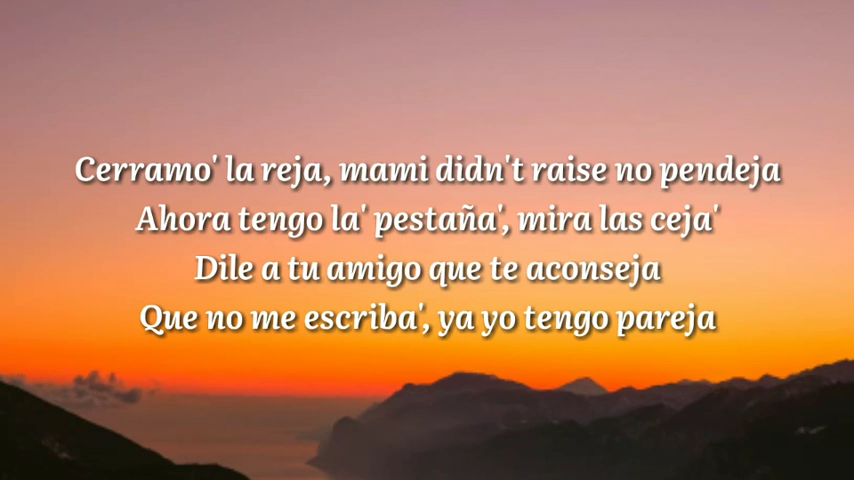 Cerramo' la reja, mami didn't raise no pendeja
Ahora tengo la' pestaña', mira las ceja'
Dile a tu amigo que te aconseja
Que no me escriba', ya yo tengo pareja